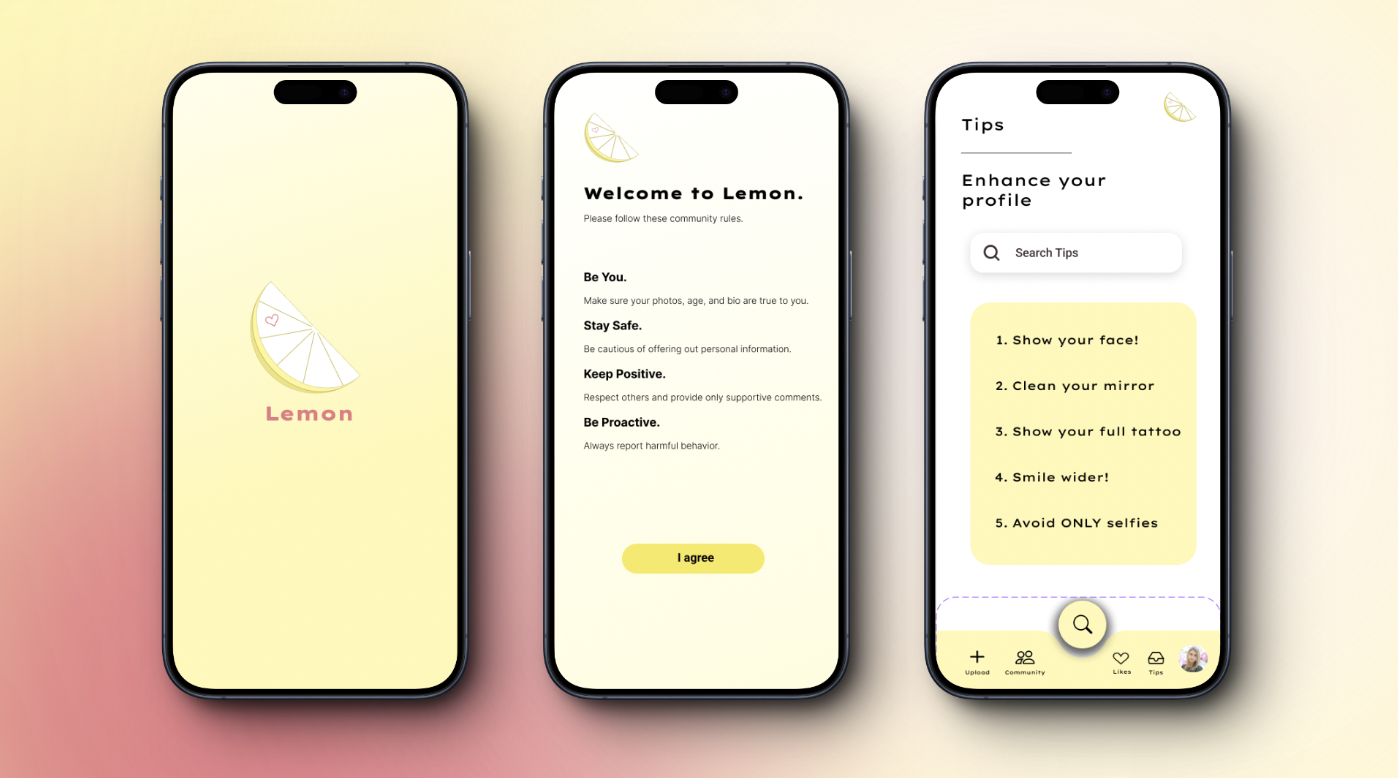 Lemon
Welcome to Lemon.
Please follow these community rules.
Be You.
Make sure your photos, age, and bio are true to you.
Stay Safe.
Be cautious of offering out personal information.
Keep Positive.
Respect others and provide only supportive comments.
Be Proactive.
Always report harmful behavior.
I agree
Tips
Enhance your
profile
Search Tips
1. Show your face!
2. Clean your mirror
3. Show your full tattoo
4. Smile wider!
5. Avoid ONLY selfies
Upload
Community
Likes
Tips